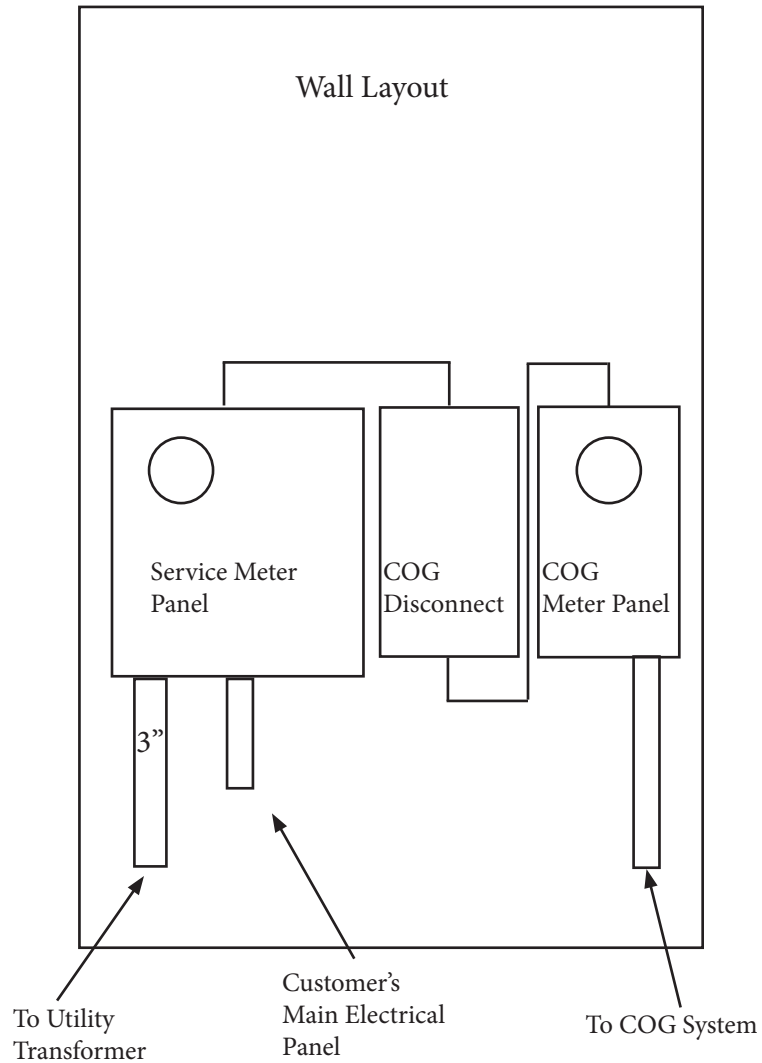 Wall Layout
Service Meter
Panel
COG
Disconnect
COG
Meter Panel
3”
To Utility
Transformer
Customer’s
Main Electrical
Panel
To COG System